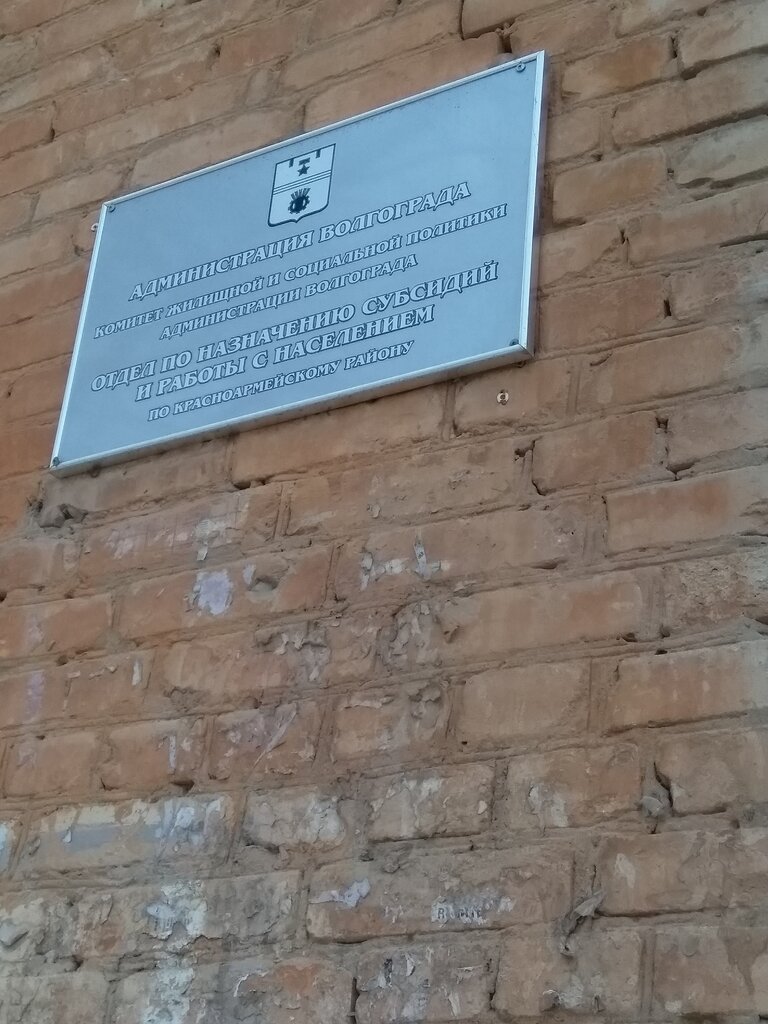 АДМИНИСТРАЦИЯ ВОЛГОГРАДА
КОМИТЕТ ЖИЛИЩНОЙ И СОЦИАЛЬНОЙ ПОЛИТИКИ
АДМИНИСТРАЦИИ ВОЛГОГРАДА
ОТДЕЛ ПО НАЗНАЧЕНИЮ СУБСИДИЙ
И РАБОТЫ С НАСЕЛЕНИЕМ
ПО КРАСНОАРМЕЙСКОМУ РАЙОНУ